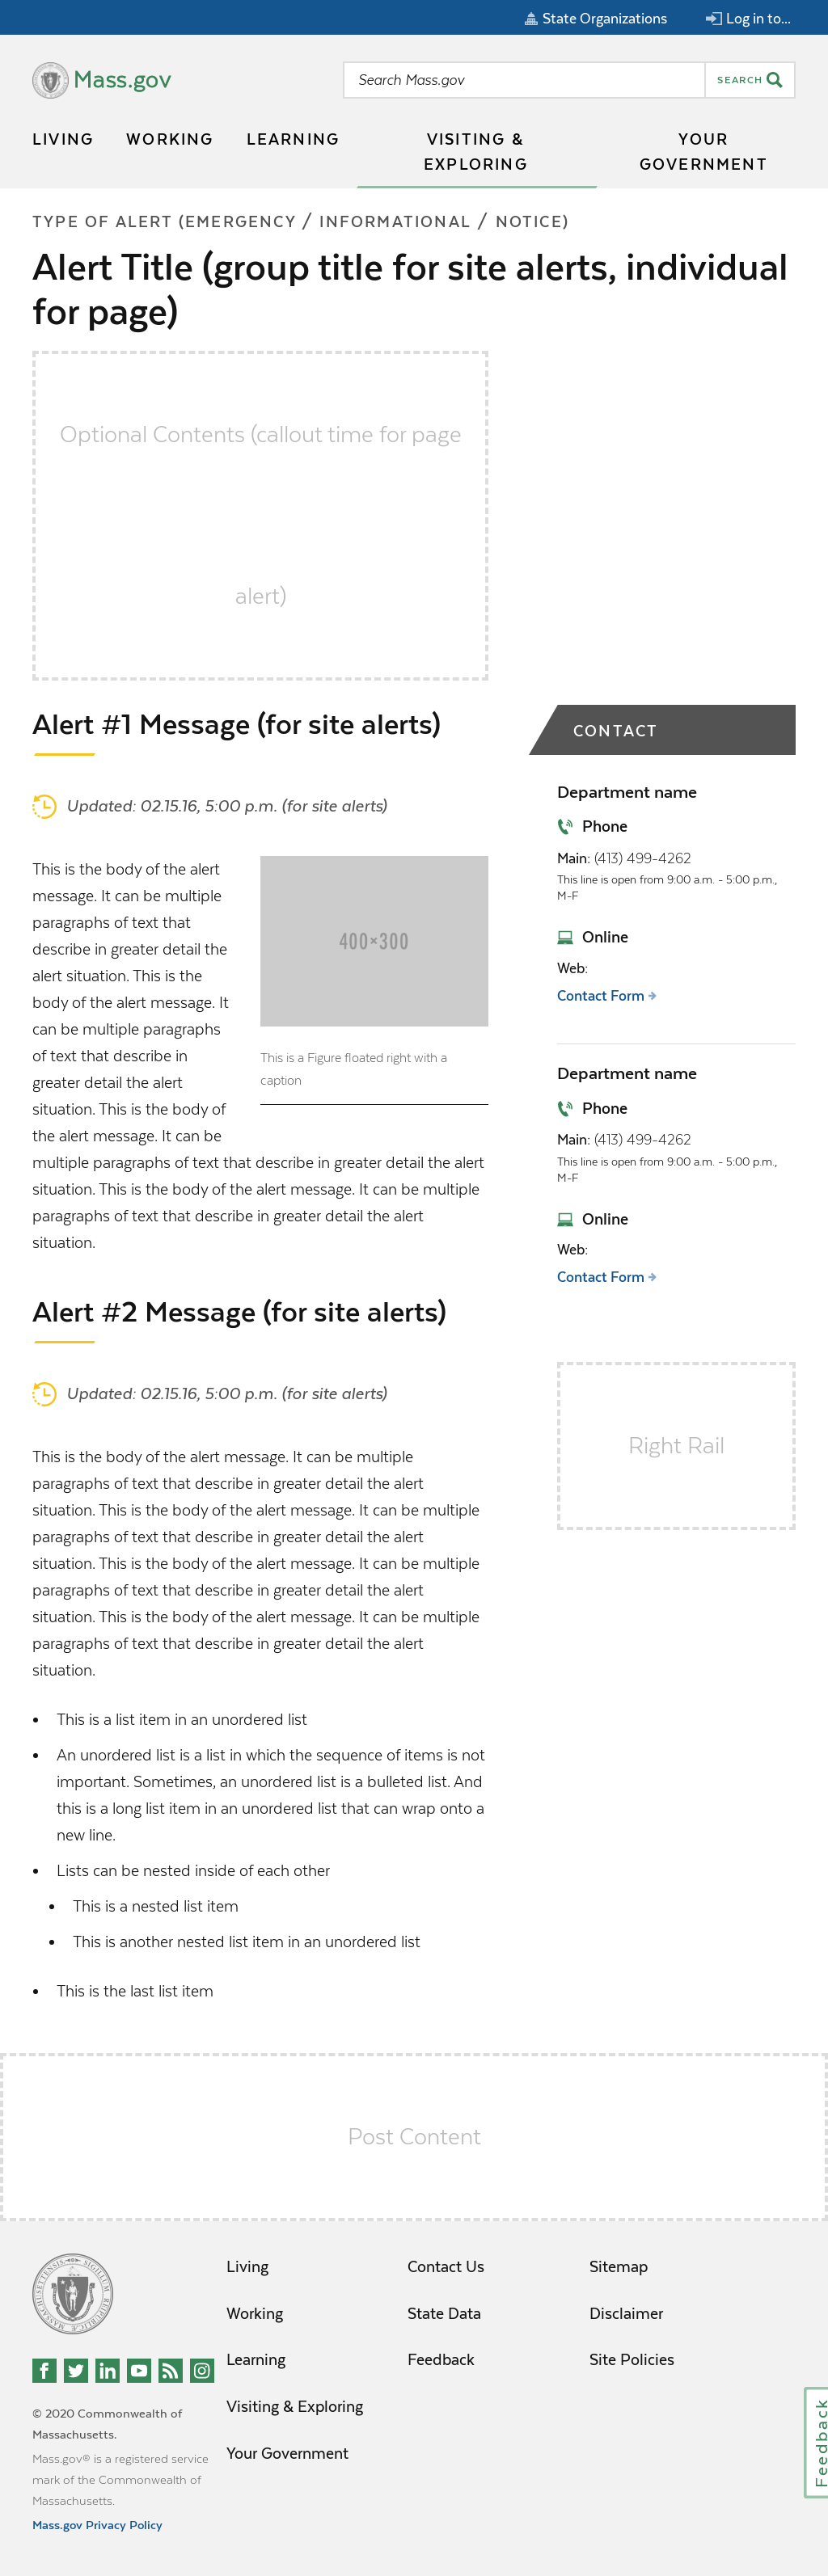 State Organizations
Log in to...
Mass.gov
Search Mass.gov
SEARCH
LIVING
WORKING
LEARNING
VISITING &
EXPLORING
YOUR
GOVERNMENT
TYPE OF ALERT (EMERGENCY / INFORMATIONAL / NOTICE)
Alert Title (group title for site alerts, individual
for page)
Optional Contents (callout time for page
alert)
Alert #1 Message (for site alerts)
Updated: 02.15.16, 5:00 p.m. (for site alerts)
This is the body of the alert
message. It can be multiple
paragraphs of text that
describe in greater detail the
alert situation. This is the
body of the alert message. It
can be multiple paragraphs
of text that describe in
greater detail the alert
situation. This is the body of
the alert message. It can be
multiple paragraphs of text that describe in greater detail the alert
situation. This is the body of the alert message. It can be multiple
paragraphs of text that describe in greater detail the alert
situation.
400×300
This is a Figure floated right with a
caption
Alert #2 Message (for site alerts)
Updated: 02.15.16, 5:00 p.m. (for site alerts)
This is the body of the alert message. It can be multiple
paragraphs of text that describe in greater detail the alert
situation. This is the body of the alert message. It can be multiple
paragraphs of text that describe in greater detail the alert
situation. This is the body of the alert message. It can be multiple
paragraphs of text that describe in greater detail the alert
situation. This is the body of the alert message. It can be multiple
paragraphs of text that describe in greater detail the alert
situation.
This is a list item in an unordered list
An unordered list is a list in which the sequence of items is not
important. Sometimes, an unordered list is a bulleted list. And
this is a long list item in an unordered list that can wrap onto a
new line.
Lists can be nested inside of each other
This is a nested list item
This is another nested list item in an unordered list
This is the last list item
CONTACT
Department name
Phone
Main: (413) 499-4262
This line is open from 9:00 a.m. - 5:00 p.m.,
M-F
Online
Web:
Contact Form
Department name
Phone
Main: (413) 499-4262
This line is open from 9:00 a.m. - 5:00 p.m.,
M-F
Online
Web:
Contact Form
Right Rail
Post Content
© 2020 Commonwealth of
Massachusetts.
Mass.gov® is a registered service
mark of the Commonwealth of
Massachusetts.
Mass.gov Privacy Policy
Living
Working
Learning
Visiting & Exploring
Your Government
Contact Us
State Data
Feedback
Sitemap
Disclaimer
Site Policies
Feedback